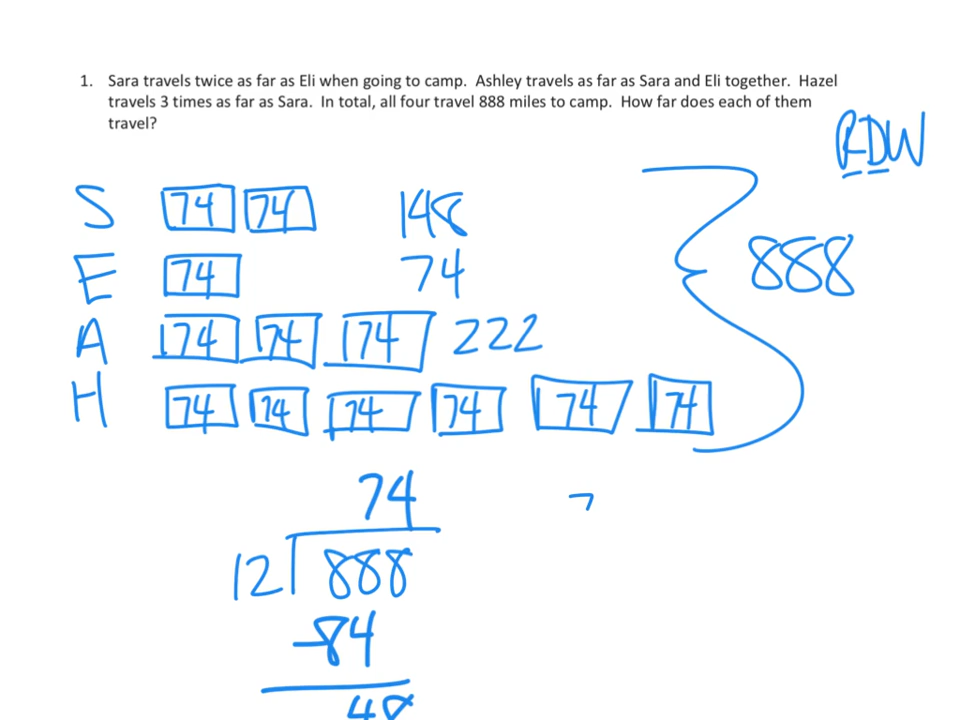 1. Sara travels twice as far as Eli when going to camp. Ashley travels as far as Sara and Eli together. Hazel
travels 3 times as far as Sara. In total, all four travel 888 miles to camp. How far does each of them
travel?
RDW
S 74 74 148
E 74 74
888
A 74 74 74 222
H 74 74 74 74 74 74
74
7
12 888
-84
48